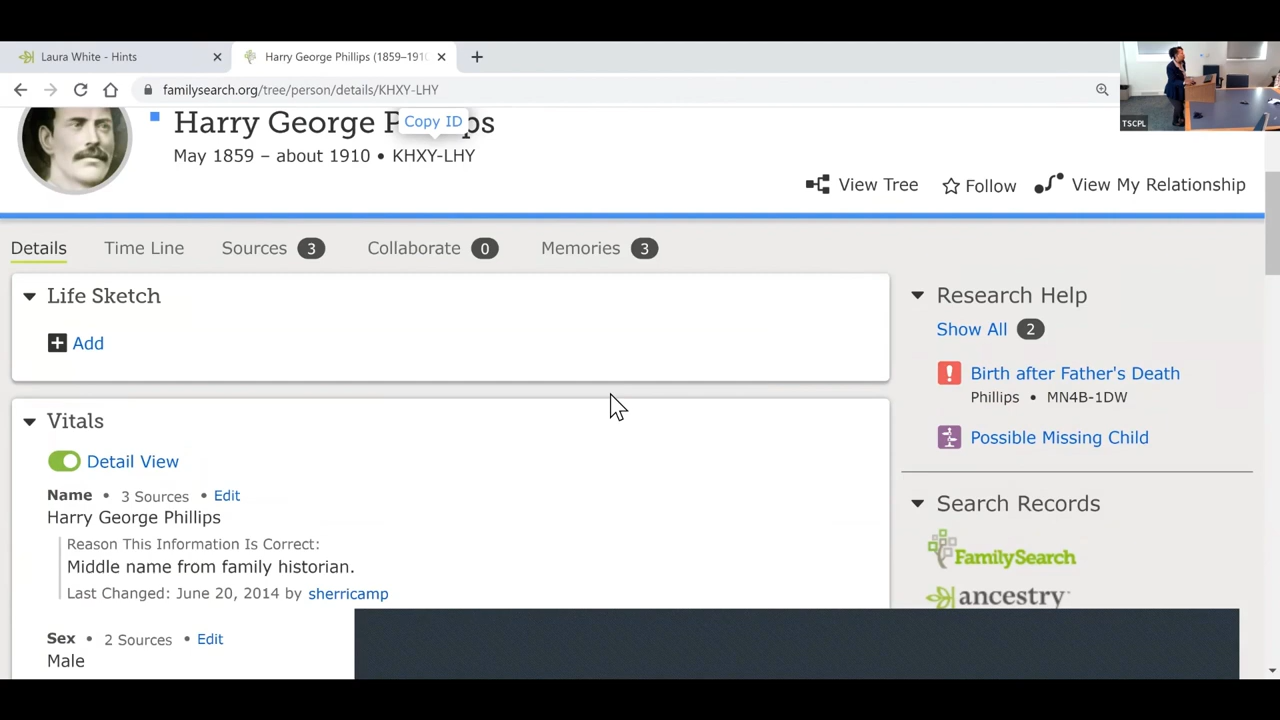 Laura White - Hints
Harry George Phillips (1859–1910
familysearch.org/tree/person/details/KHXY-LHY
TSCPL
Harry George P ps
Copy ID
May 1859 – about 1910 • KHXY-LHY
View Tree
Follow
View My Relationship
Details
Time Line
Sources 3
Collaborate 0
Memories 3
Life Sketch
Add
Vitals
Detail View
Name • 3 Sources • Edit
Harry George Phillips
Reason This Information Is Correct:
Middle name from family historian.
Last Changed: June 20, 2014 by sherricamp
Sex • 2 Sources • Edit
Male
Research Help
Show All 2
Birth after Father's Death
Phillips • MN4B-1DW
Possible Missing Child
Search Records
FamilySearch
ancestry